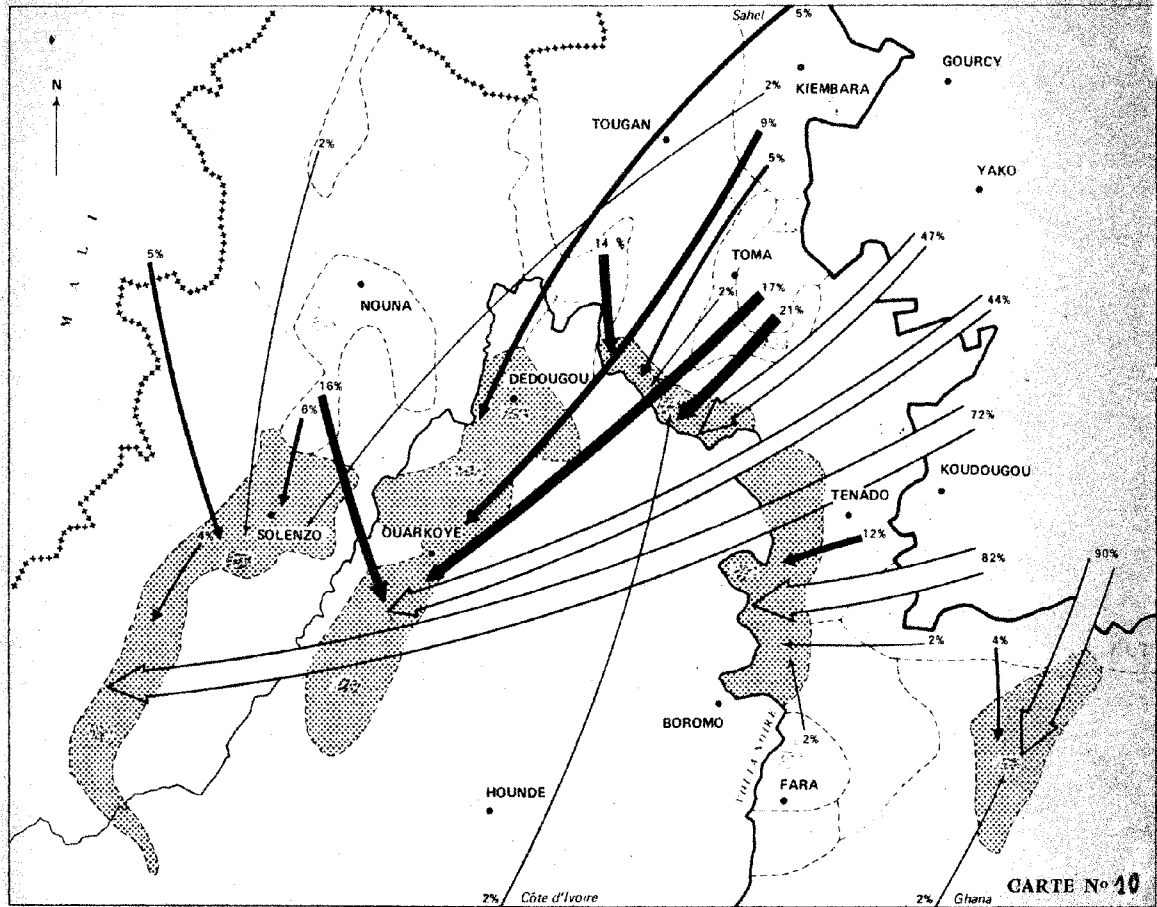 Sahel
5%
N
KIEMBARA
GOURCY
2%
TOUGAN
9%
2%
5%
YAKO
MALI
5%
14 %
TOMA
47%
NOUNA
2%
17%
44%
21%
DEDOUGOU
16%
6%
72%
KOUDOUGOU
TENADO
SOLENZO
OUARKOYE
4%
12%
82%
90%
2%
4%
BOROMO
2%
VOLTA NOIRE
HOUNDE
FARA
CARTE No 10
2% Côte d'Ivoire
2% Ghana